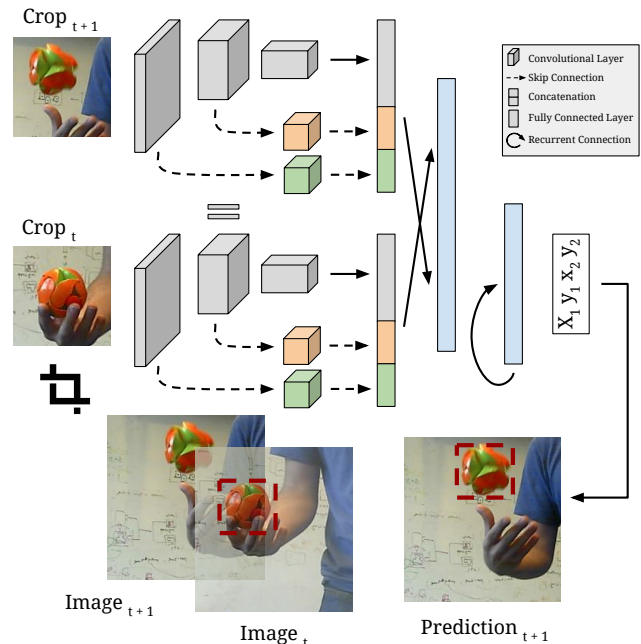 Crop t + 1
Convolutional Layer
Skip Connection
Concatenation
Fully Connected Layer
Recurrent Connection
Crop t
X1 y1 x2 y2
Image t + 1
Image t
Prediction t + 1